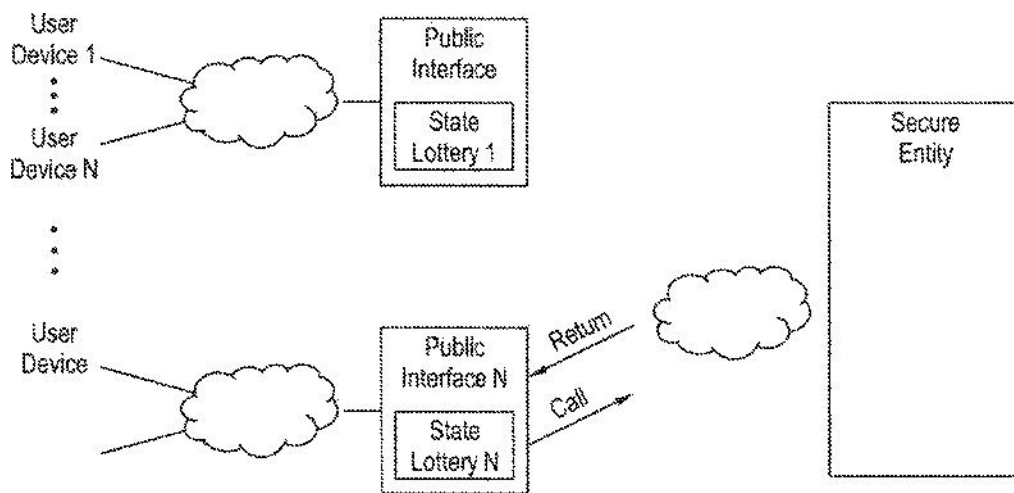 User
Device 1
User
Device N
Public
Interface
State
Lottery 1
Secure
Entity
User
Device
Public
Interface N
State
Lottery N
Return
Call